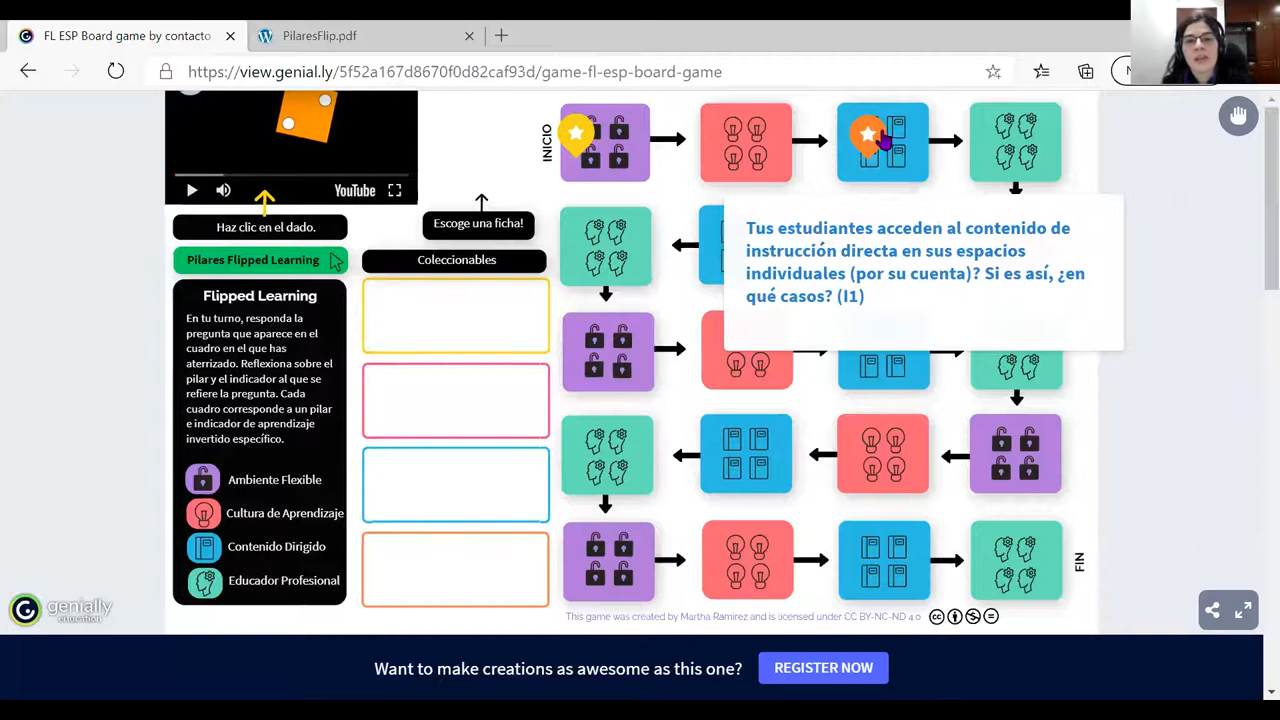 FL ESP Board game by contacto
PilaresFlip.pdf
https://view.genial.ly/5f52a167d8670f0d82caf93d/game-fl-esp-board-game
YouTube
Haz clic en el dado.
Escoge una ficha!
INICIO
Pilares Flipped Learning
Coleccionables
Flipped Learning
En tu turno, responda la
pregunta que aparece en el
cuadro en el que has
aterrizado. Reflexiona sobre el
pilar y el indicador al que se
refiere la pregunta. Cada
cuadro corresponde a un pilar
e indicador de aprendizaje
invertido específico.
Ambiente Flexible
Cultura de Aprendizaje
Contenido Dirigido
Educador Profesional
Tus estudiantes acceden al contenido de
instrucción directa en sus espacios
individuales (por su cuenta)? Si es así, ¿en
qué casos? (I1)
FIN
genially
education
This game was created by Martha Ramirez and is licensed under CC BY-NC-ND 4.0
Want to make creations as awesome as this one?
REGISTER NOW